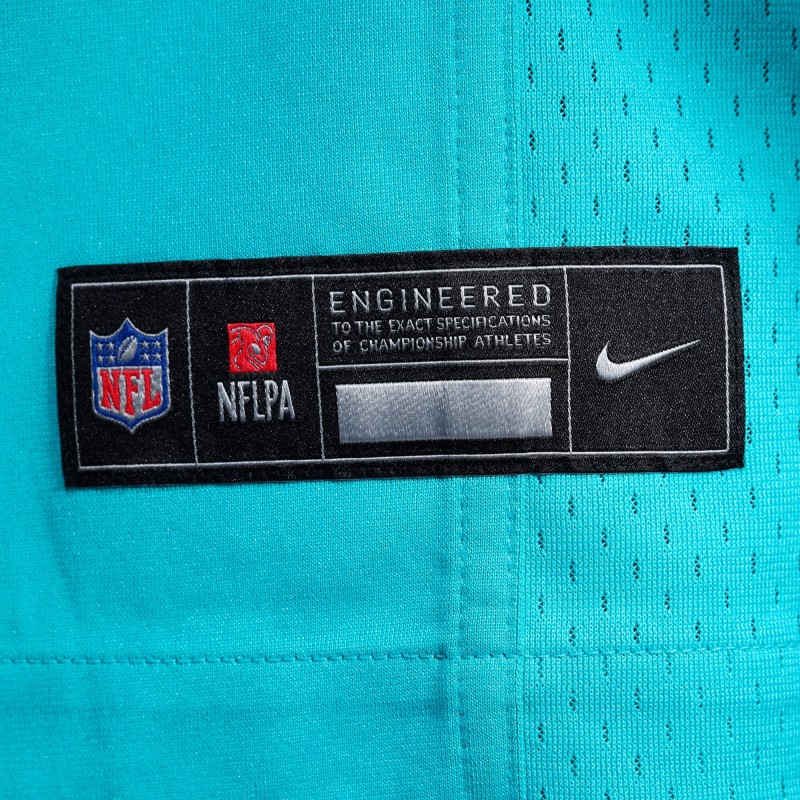 NFL
NFLPA
ENGINEERED
TO THE EXACT SPECIFICATIONS
OF CHAMPIONSHIP ATHLETES